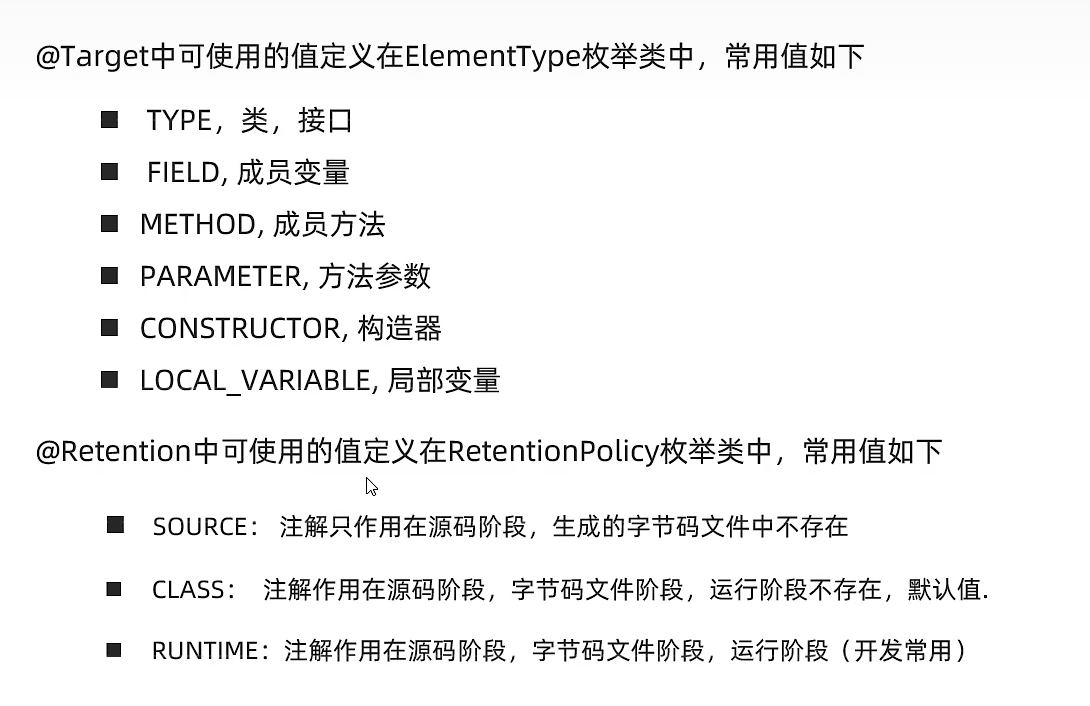 @Target中可使用的值定义在ElementType枚举类中，常用值如下
■ TYPE，类，接口
■ FIELD, 成员变量
■ METHOD, 成员方法
■ PARAMETER, 方法参数
■ CONSTRUCTOR, 构造器
■ LOCAL_VARIABLE, 局部变量
@Retention中可使用的值定义在RetentionPolicy枚举类中，常用值如下
■ SOURCE： 注解只作用在源码阶段，生成的字节码文件中不存在
■ CLASS： 注解作用在源码阶段，字节码文件阶段，运行阶段不存在，默认值.
■ RUNTIME：注解作用在源码阶段，字节码文件阶段，运行阶段（开发常用）